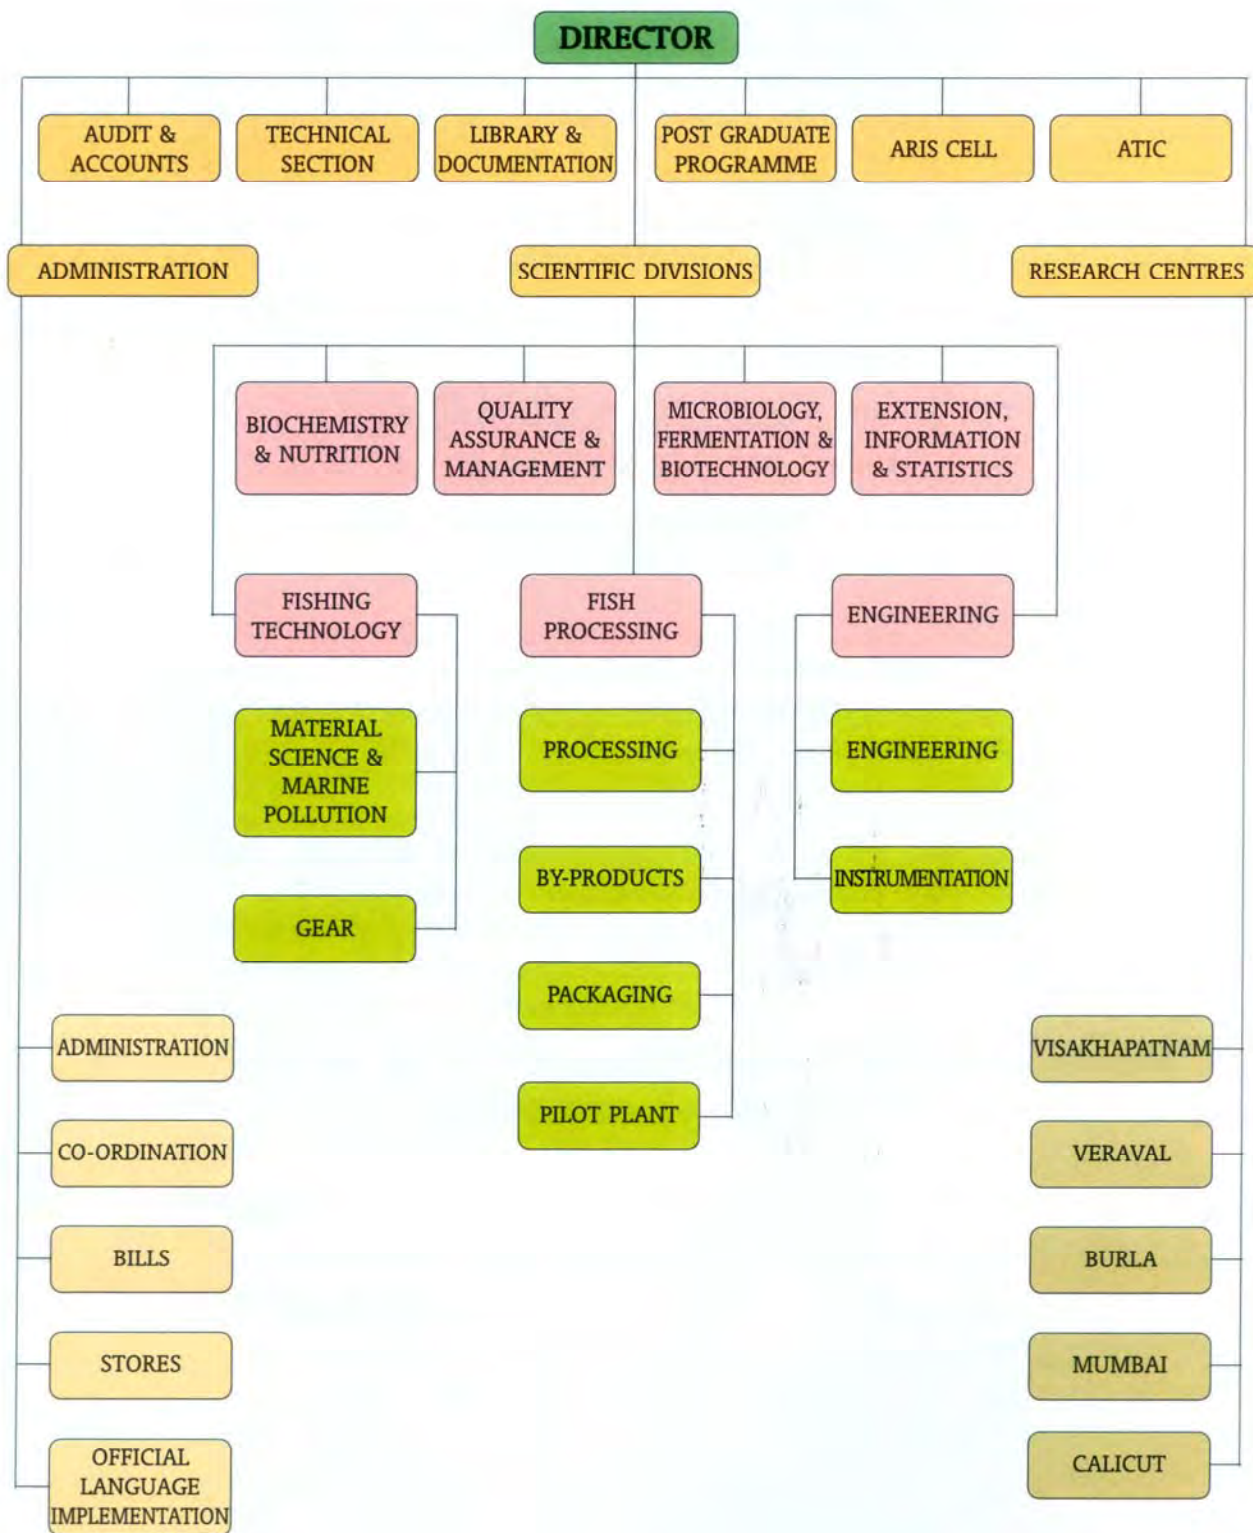 DIRECTOR
AUDIT &
ACCOUNTS
TECHNICAL
SECTION
LIBRARY &
DOCUMENTATION
POST GRADUATE
PROGRAMME
ARIS CELL
ATIC
ADMINISTRATION
SCIENTIFIC DIVISIONS
RESEARCH CENTRES
BIOCHEMISTRY
& NUTRITION
QUALITY
ASSURANCE &
MANAGEMENT
MICROBIOLOGY,
FERMENTATION &
BIOTECHNOLOGY
EXTENSION,
INFORMATION
& STATISTICS
FISHING
TECHNOLOGY
FISH
PROCESSING
ENGINEERING
MATERIAL
SCIENCE &
MARINE
POLLUTION
PROCESSING
ENGINEERING
BY-PRODUCTS
INSTRUMENTATION
GEAR
PACKAGING
PILOT PLANT
ADMINISTRATION
CO-ORDINATION
BILLS
STORES
OFFICIAL
LANGUAGE
IMPLEMENTATION
VISAKHAPATNAM
VERAVAL
BURLA
MUMBAI
CALICUT